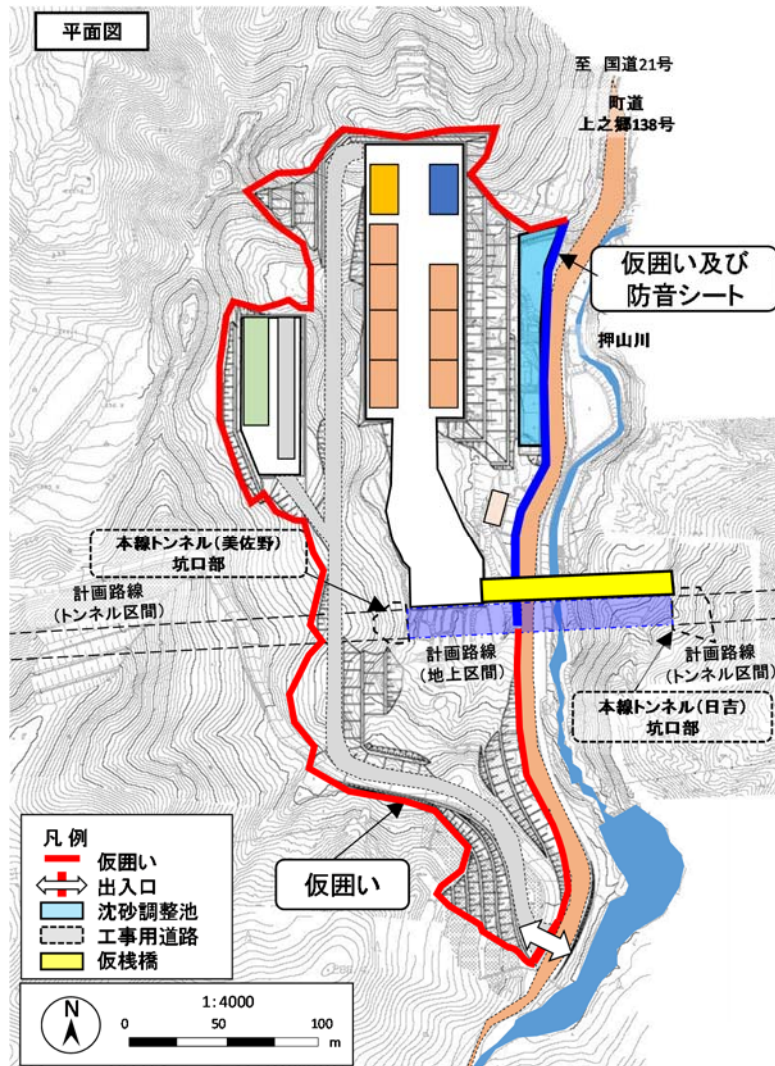 平面図
至 国道21号
町道
上之郷138号
仮囲い及び
防音シート
押山川
本線トンネル(美佐野)
坑口部
計画路線
(トンネル区間)
計画路線
(地上区間)
計画路線
(トンネル区間)
本線トンネル(日吉)
坑口部
仮囲い
凡 例
仮囲い
出入口
沈砂調整池
工事用道路
仮桟橋
N
1:4000
0 50 100
m